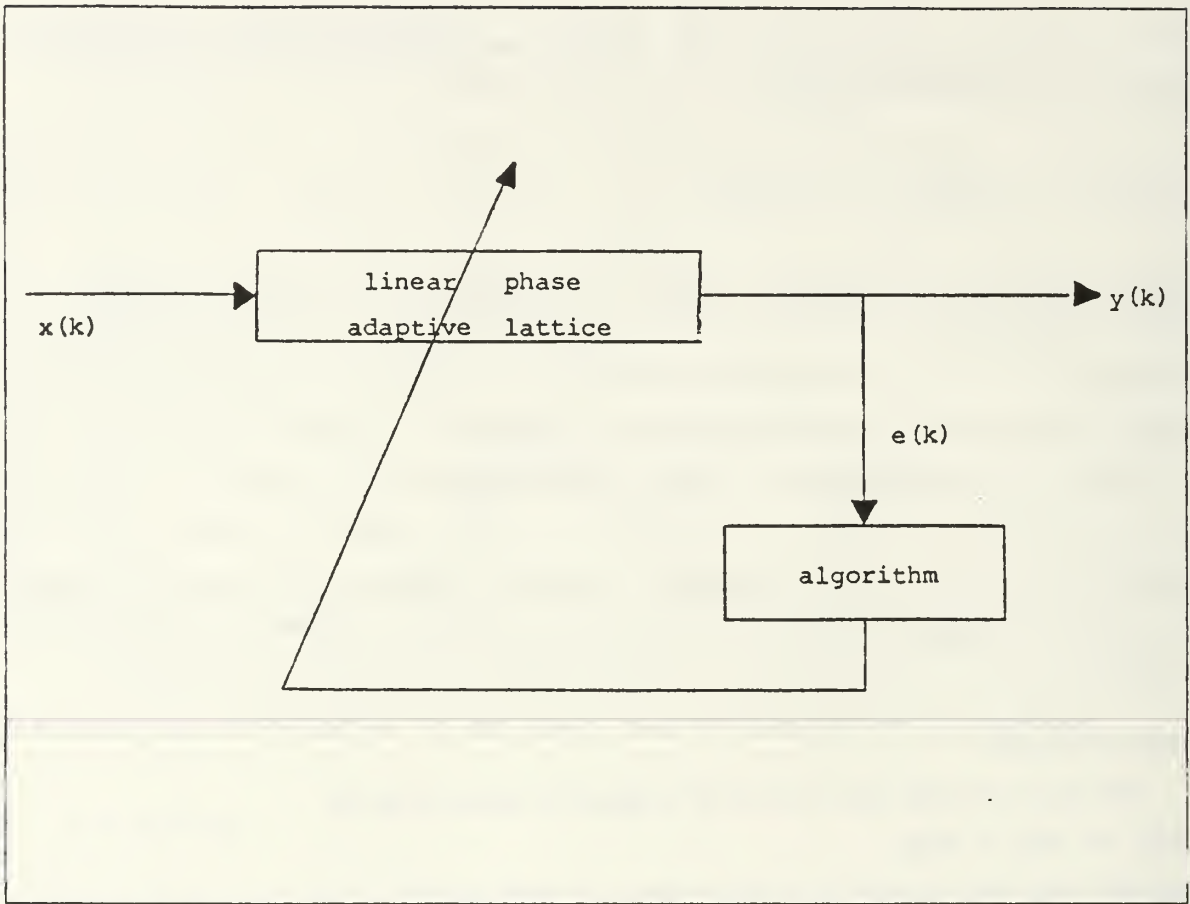 linear phase
adaptive lattice
x(k)
y(k)
e(k)
algorithm